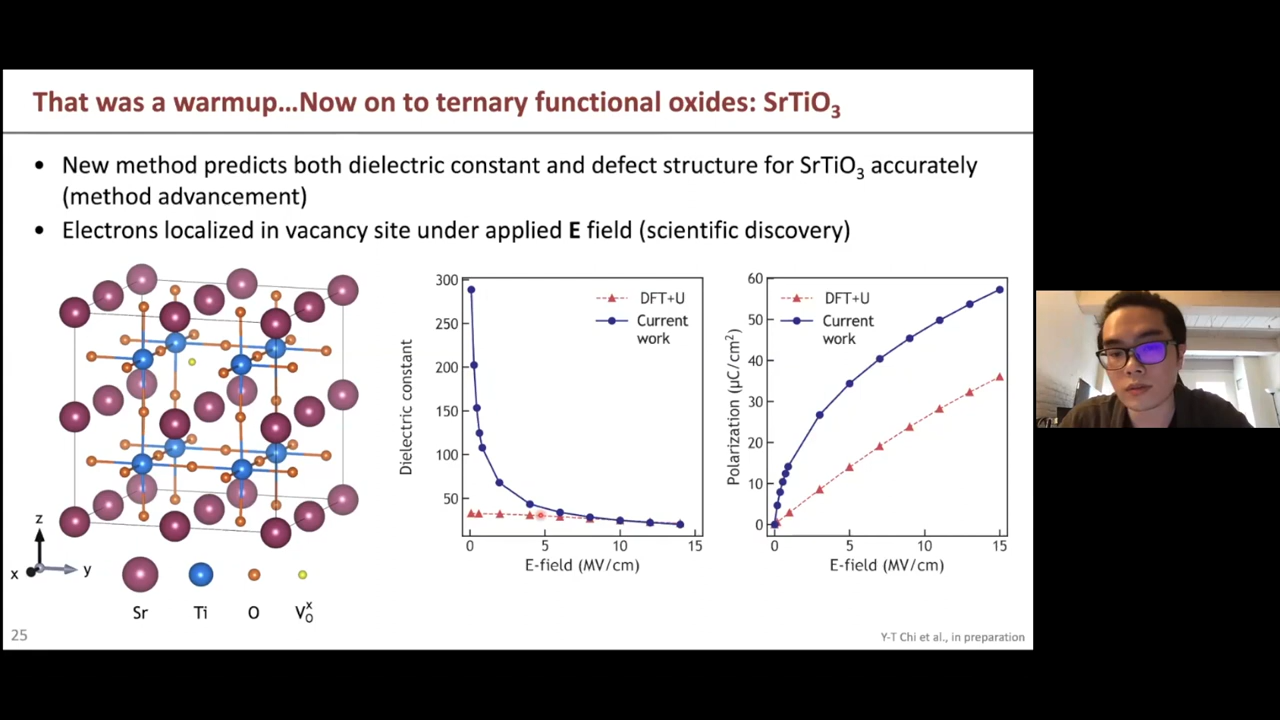 That was a warmup…Now on to ternary functional oxides: SrTiO₃
• New method predicts both dielectric constant and defect structure for SrTiO₃ accurately
(method advancement)
• Electrons localized in vacancy site under applied E field (scientific discovery)
z
x
y
Sr
Ti
O
V_O^x
300
250
200
150
100
50
Dielectric constant
DFT+U
Current
work
0
5
10
15
E-field (MV/cm)
60
50
40
30
20
10
0
Polarization (µC/cm²)
DFT+U
Current
work
0
5
10
15
E-field (MV/cm)
25
Y-T Chi et al., in preparation